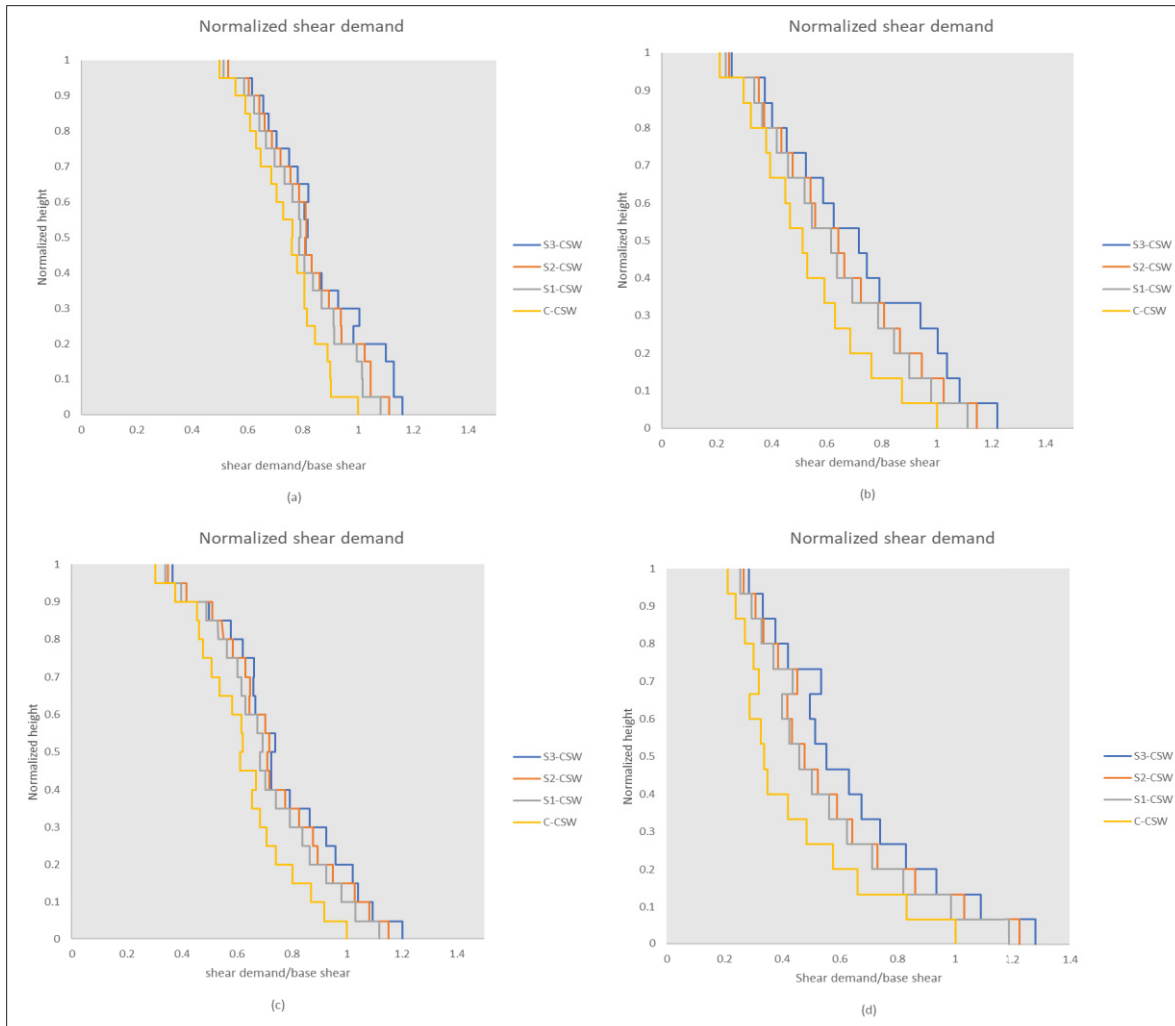 Normalized shear demand
Normalized height
1
0.9
0.8
0.7
0.6
0.5
0.4
0.3
0.2
0.1
0
0 0.2 0.4 0.6 0.8 1 1.2 1.4
shear demand/base shear
S3-CSW
S2-CSW
S1-CSW
C-CSW
(a)
Normalized shear demand
Normalized height
1
0.9
0.8
0.7
0.6
0.5
0.4
0.3
0.2
0.1
0
0 0.2 0.4 0.6 0.8 1 1.2 1.4
shear demand/base shear
S3-CSW
S2-CSW
S1-CSW
C-CSW
(b)
Normalized shear demand
Normalized height
1
0.9
0.8
0.7
0.6
0.5
0.4
0.3
0.2
0.1
0
0 0.2 0.4 0.6 0.8 1 1.2 1.4
shear demand/base shear
S3-CSW
S2-CSW
S1-CSW
C-CSW
(c)
Normalized shear demand
Normalized height
1
0.9
0.8
0.7
0.6
0.5
0.4
0.3
0.2
0.1
0
0 0.2 0.4 0.6 0.8 1 1.2 1.4
Shear demand/base shear
S3-CSW
S2-CSW
S1-CSW
C-CSW
(d)